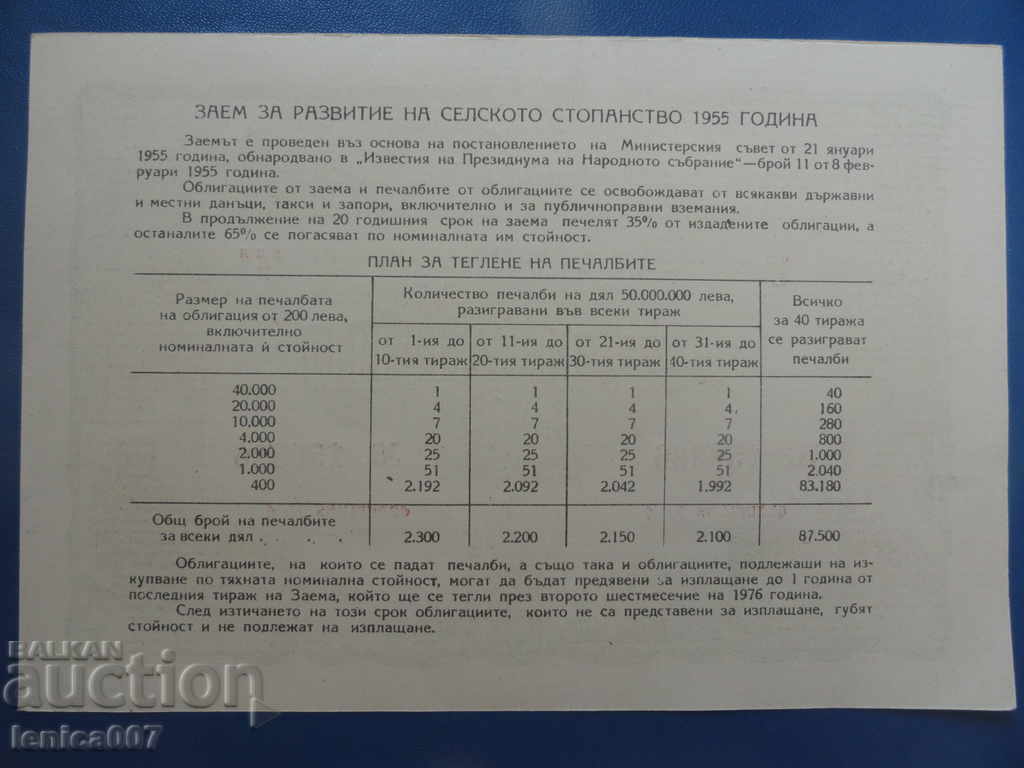 ЗАЕМ ЗА РАЗВИТИЕ НА СЕЛСКОТО СТОПАНСТВО 1955 ГОДИНА
Заемът е проведен въз основа на постановлението на Министерския съвет от 21 януари
1955 година, обнародвано в „Известия на Президиума на Народното събрание“—брой 11 от 8 фев-
руари 1955 година.
Облигациите от заема и печалбите от облигациите се освобождават от всякакви държавни
и местни данъци, такси и запори, включително и за публичноправни вземания.
В продължение на 20 годишния срок на заема печелят 35% от издадените облигации, а
останалите 65% се погасяват по номиналната им стойност.
ПЛАН ЗА ТЕГЛЕНЕ НА ПЕЧАЛБИТЕ
Размер на печалбата
на облигация от 200 лева,
включително
номиналната ѝ стойност
Количество печалби на дял 50.000.000 лева,
разигравани във всеки тираж
от 1-ия до
10-тия тираж
от 11-ия до
20-тия тираж
от 21-ия до
30-тия тираж
от 31-ия до
40-тия тираж
Всичко
за 40 тиража
се разиграват
печалби
40.000 1 1 1 1 40
20.000 4 4 4 4 160
10.000 7 7 7 7 280
4.000 20 20 20 20 800
2.000 25 25 25 25 1.000
1.000 51 51 51 51 2.040
400 2.192 2.092 2.042 1.992 83.180
Общ брой на печалбите
за всеки дял . . . . 2.300 2.200 2.150 2.100 87.500
Облигациите, на които се падат печалби, а също така и облигациите, подлежащи на из-
купване по тяхната номинална стойност, могат да бъдат предявени за изплащане до 1 година от
последния тираж на Заема, който ще се тегли през второто шестмесечие на 1976 година.
След изтичането на този срок облигациите, които не са представени за изплащане, губят
стойност и не подлежат на изплащане.
BALKAN
auction
lenica007